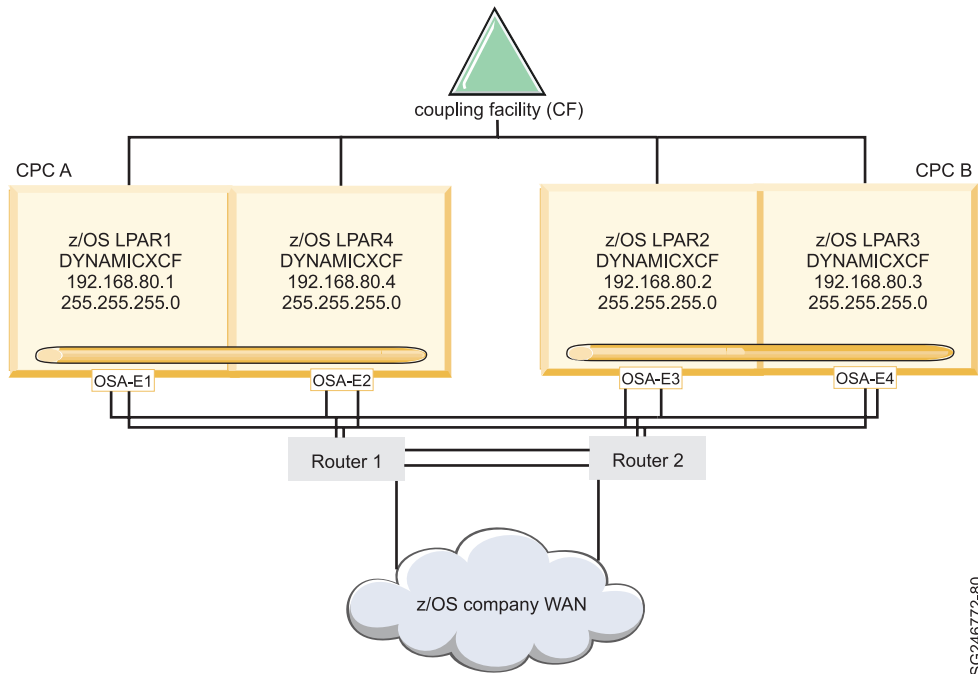 coupling facility (CF)
CPC A
CPC B
z/OS LPAR1
DYNAMICXCF
192.168.80.1
255.255.255.0
z/OS LPAR4
DYNAMICXCF
192.168.80.4
255.255.255.0
z/OS LPAR2
DYNAMICXCF
192.168.80.2
255.255.255.0
z/OS LPAR3
DYNAMICXCF
192.168.80.3
255.255.255.0
OSA-E1
OSA-E2
OSA-E3
OSA-E4
Router 1
Router 2
z/OS company WAN
SG246772-80